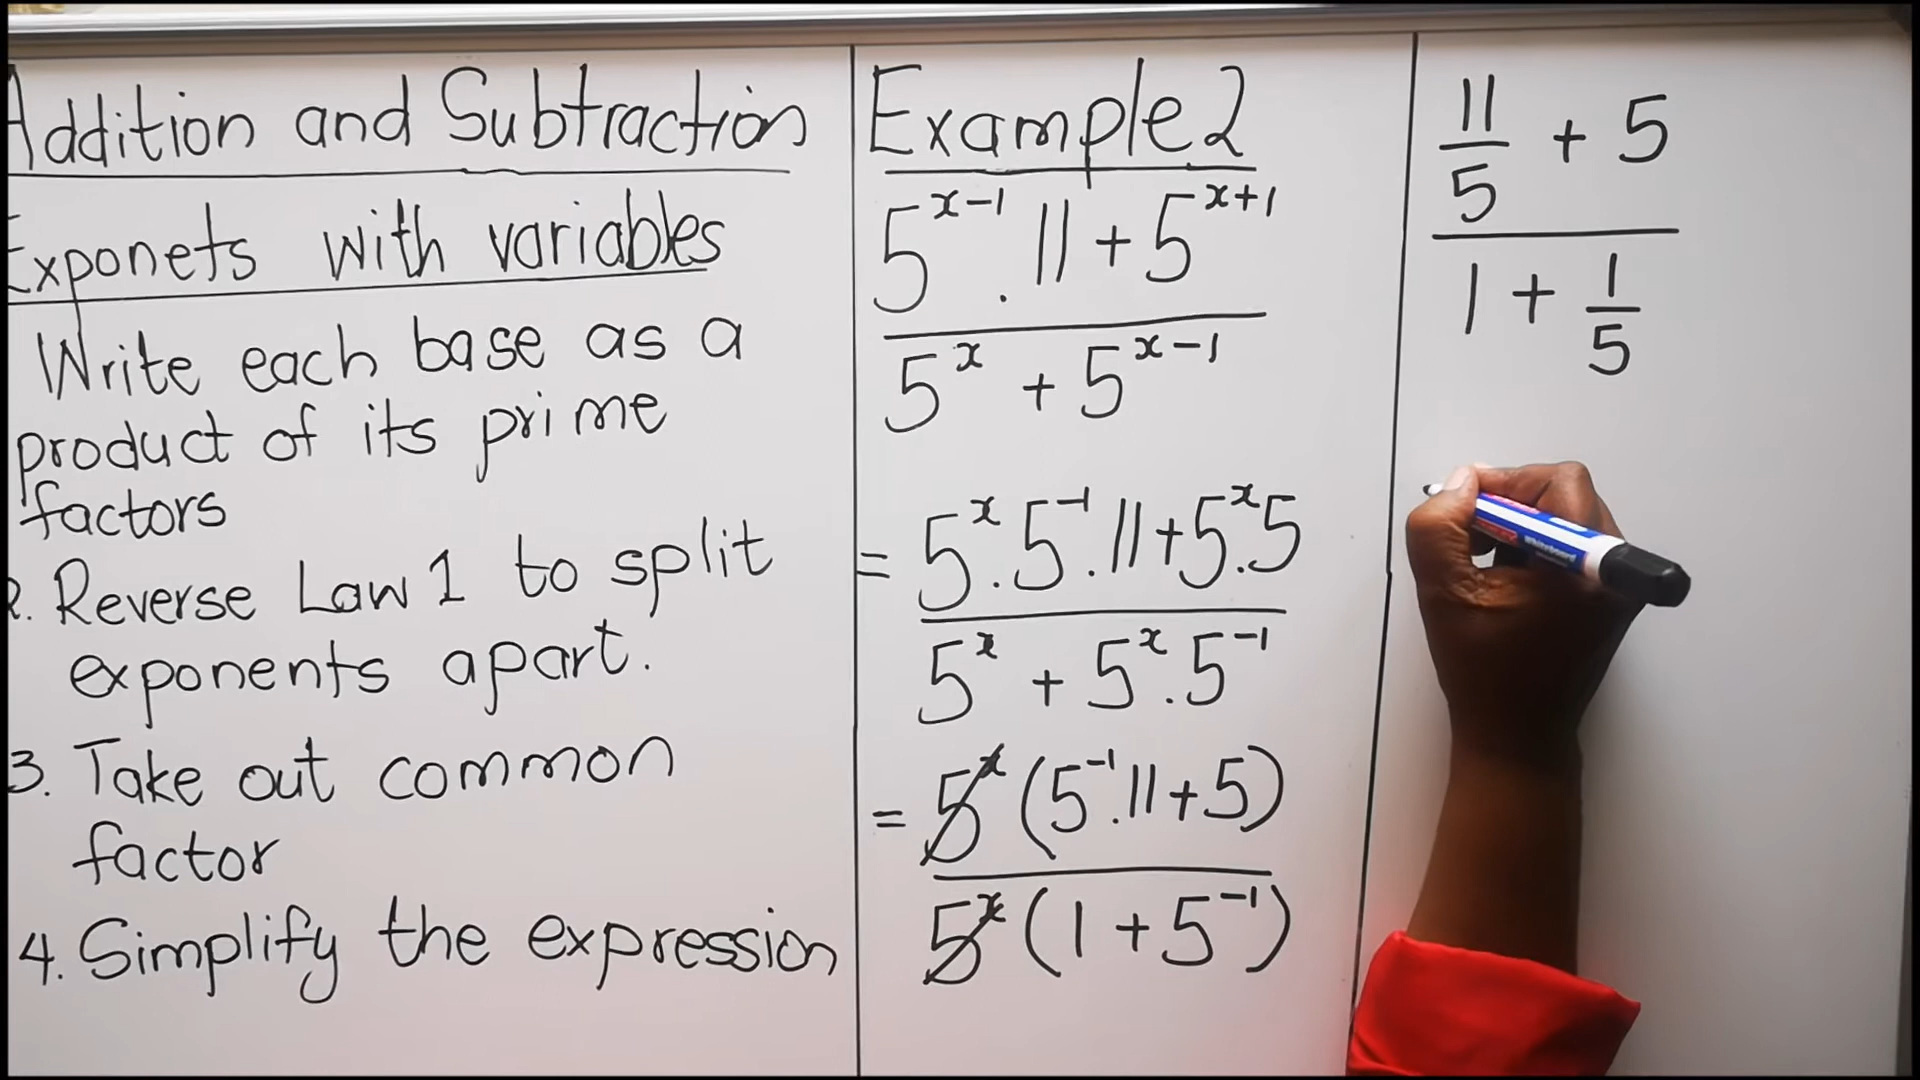 Addition and Subtraction
Exponets with variables
Write each base as a
product of its prime
factors
2. Reverse Law 1 to split
exponents apart.
3. Take out common
factor
4. Simplify the expression
Example 2
5^{x-1} . 11 + 5^{x+1}
5^x + 5^{x-1}
= 5^x . 5^{-1} . 11 + 5^x . 5
5^x + 5^x . 5^{-1}
= 5^x (5^{-1} . 11 + 5)
5^x (1 + 5^{-1})
11/5 + 5
1 + 1/5
Whiteboard